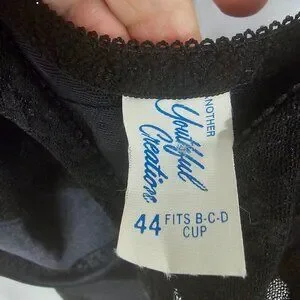 ANOTHER
Youthful
Creation
44 FITS B-C-D
CUP